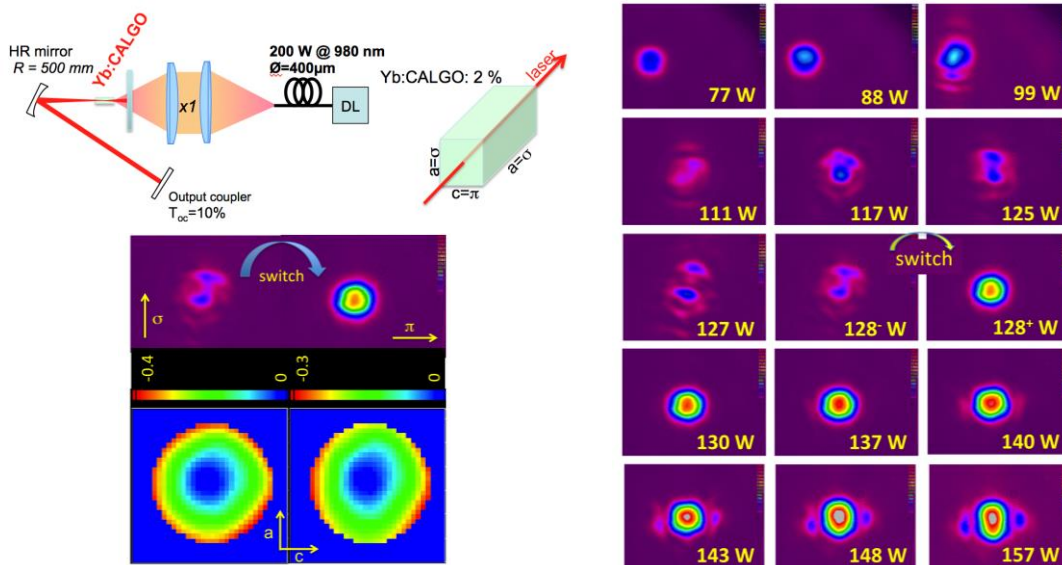 HR mirror
R = 500 mm
Yb:CALGO
x1
200 W @ 980 nm
Ø=400µm
DL
Output coupler
Toc=10%
Yb:CALGO: 2 %
laser
a=σ
c=π
a=σ
switch
σ
π
-0.4
0
-0.3
0
a
c
77 W
88 W
99 W
111 W
117 W
125 W
switch
127 W
128⁻ W
128⁺ W
130 W
137 W
140 W
143 W
148 W
157 W